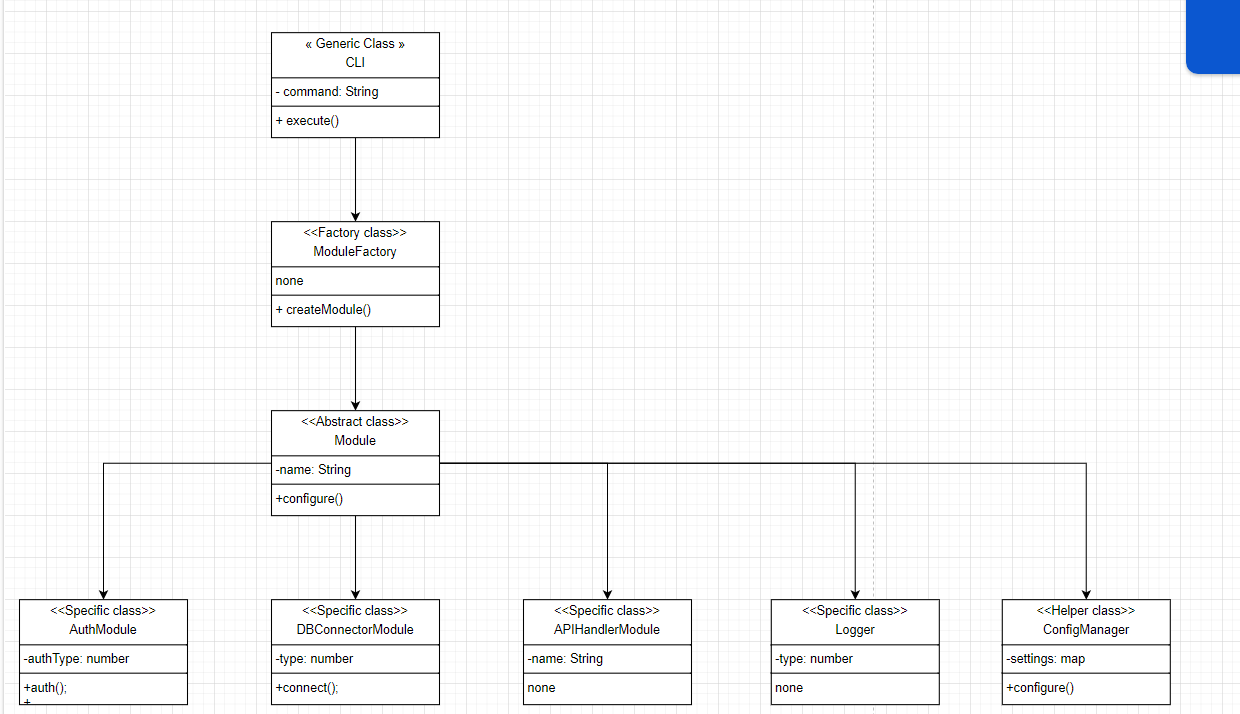 « Generic Class »
CLI
- command: String
+ execute()
<<Factory class>>
ModuleFactory
none
+ createModule()
<<Abstract class>>
Module
-name: String
+configure()
<<Specific class>>
AuthModule
-authType: number
+auth();
+
<<Specific class>>
DBConnectorModule
-type: number
+connect();
<<Specific class>>
APIHandlerModule
-name: String
none
<<Specific class>>
Logger
-type: number
none
<<Helper class>>
ConfigManager
-settings: map
+configure()